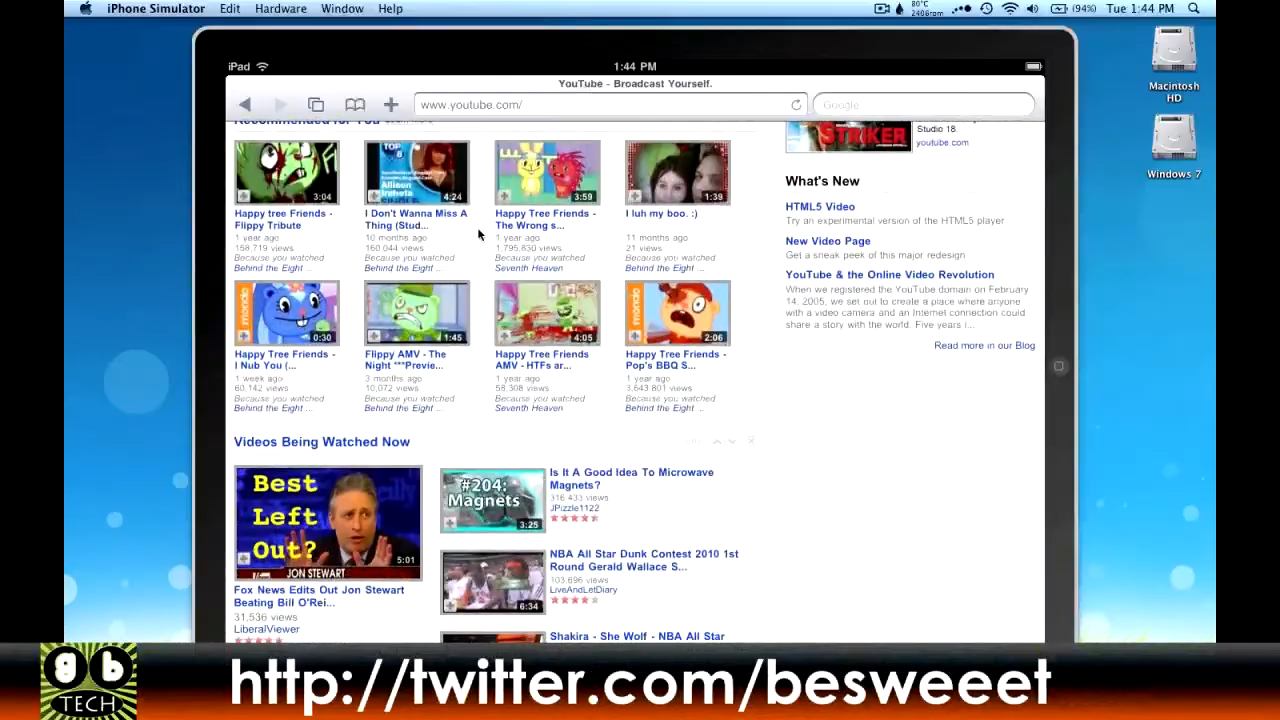 iPhone Simulator Edit Hardware Window Help
80°C
2408rpm
(94%) Tue 1:44 PM
iPad 1:44 PM
YouTube - Broadcast Yourself.
www.youtube.com/
Google
Macintosh
HD
Windows 7
Recommended for You
3:04
TOP
8
Allison
Iraheta
4:24
3:59
1:39
Happy tree Friends -
Flippy Tribute
1 year ago
158,719 views
Because you watched
Behind the Eight ...
I Don't Wanna Miss A
Thing (Stud...
10 months ago
160,044 views
Because you watched
Behind the Eight ...
Happy Tree Friends -
The Wrong s...
1 year ago
1,795,830 views
Because you watched
Seventh Heaven
I luh my boo. :)
11 months ago
21 views
Because you watched
Behind the Eight ...
mondo
0:30
1:45
4:05
mondo
2:06
Happy Tree Friends -
I Nub You (...
1 week ago
60,142 views
Because you watched
Behind the Eight ...
Flippy AMV - The
Night ***Previe...
3 months ago
10,072 views
Because you watched
Behind the Eight ...
Happy Tree Friends
AMV - HTFs ar...
1 year ago
58,308 views
Because you watched
Seventh Heaven
Happy Tree Friends -
Pop's BBQ S...
1 year ago
3,643,801 views
Because you watched
Behind the Eight ...
STRIKER
Studio 18
youtube.com
What's New
HTML5 Video
Try an experimental version of the HTML5 player
New Video Page
Get a sneak peek of this major redesign
YouTube & the Online Video Revolution
When we registered the YouTube domain on February
14, 2005, we set out to create a place where anyone
with a video camera and an Internet connection could
share a story with the world. Five years i...
Read more in our Blog
Videos Being Watched Now
Best
Left
Out?
5:01
JON STEWART
Fox News Edits Out Jon Stewart
Beating Bill O'Rei...
31,536 views
LiberalViewer
#204:
Magnets
3:25
Is It A Good Idea To Microwave
Magnets?
316,433 views
JPizzle1122
6:34
NBA All Star Dunk Contest 2010 1st
Round Gerald Wallace S...
103,696 views
LiveAndLetDiary
Shakira - She Wolf - NBA All Star
gb
TECH
http://twitter.com/besweeet